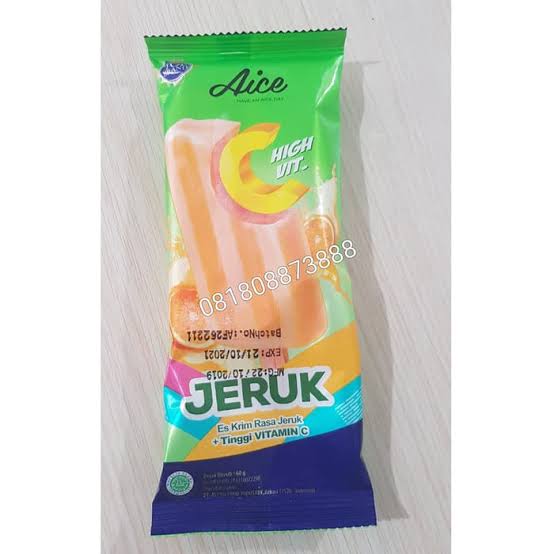 Aice
HAVE AN AICE DAY
C
HIGH
VIT.
081808873888
BatchNo.:AF262211
EXP:21/10/2021
MFG:22/10/2019
JERUK
Es Krim Rasa Jeruk
+ Tinggi VITAMIN C